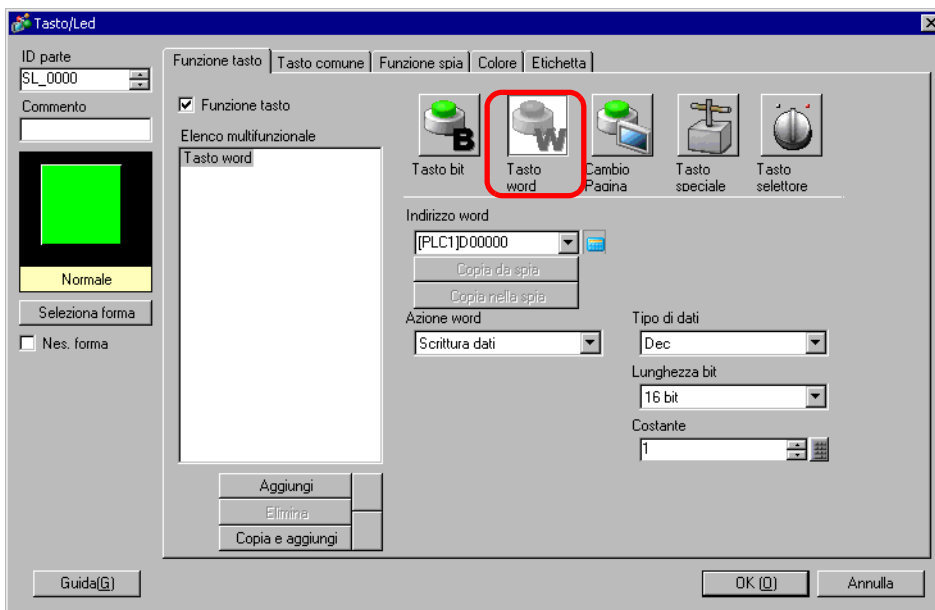 Tasto/Led
ID parte
SL_0000
Commento
Normale
Seleziona forma
Nes. forma
Funzione tasto
Tasto comune
Funzione spia
Colore
Etichetta
Funzione tasto
Elenco multifunzionale
Tasto word
Aggiungi
Elimina
Copia e aggiungi
B
Tasto bit
W
Tasto
word
Cambio
Pagina
Tasto
speciale
Tasto
selettore
Indirizzo word
[PLC1]D00000
Copia da spia
Copia nella spia
Azione word
Scrittura dati
Tipo di dati
Dec
Lunghezza bit
16 bit
Costante
1
Guida(G)
OK (O)
Annulla